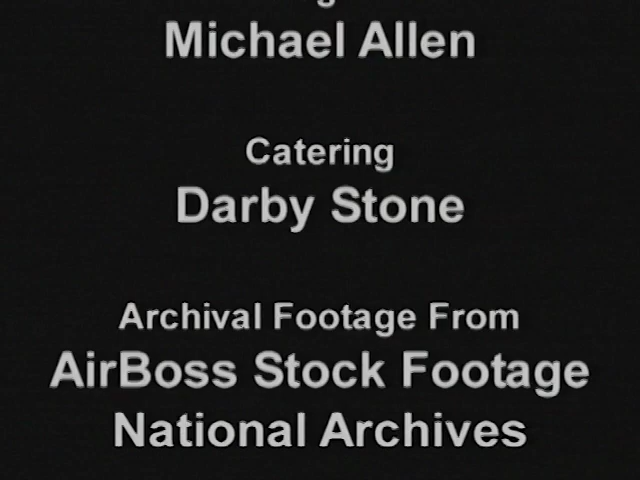 Michael Allen
Catering
Darby Stone
Archival Footage From
AirBoss Stock Footage
National Archives